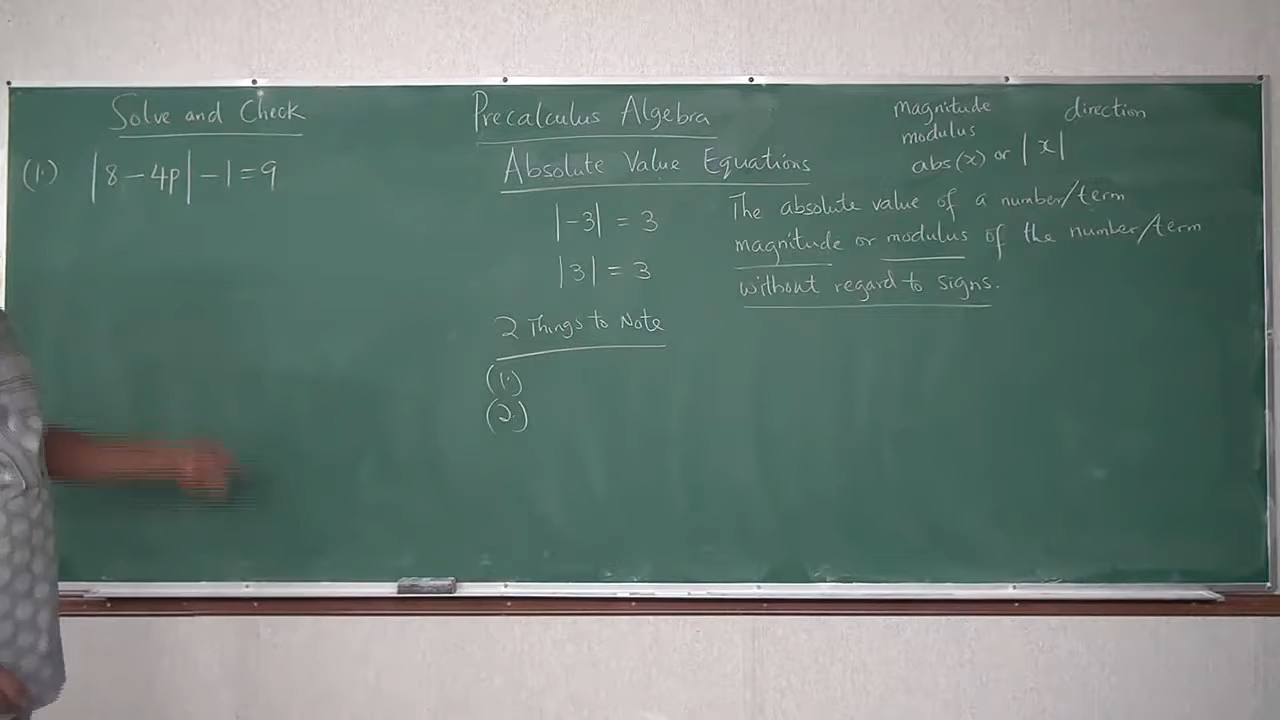 Solve and Check
(1.) |8 - 4p| - 1 = 9
Precalculus Algebra
Absolute Value Equations
|-3| = 3
|3| = 3
2 Things to Note
(1.)
(2.)
magnitude direction
modulus
abs(x) or |x|
The absolute value of a number/term
magnitude or modulus of the number/term
without regard to signs.